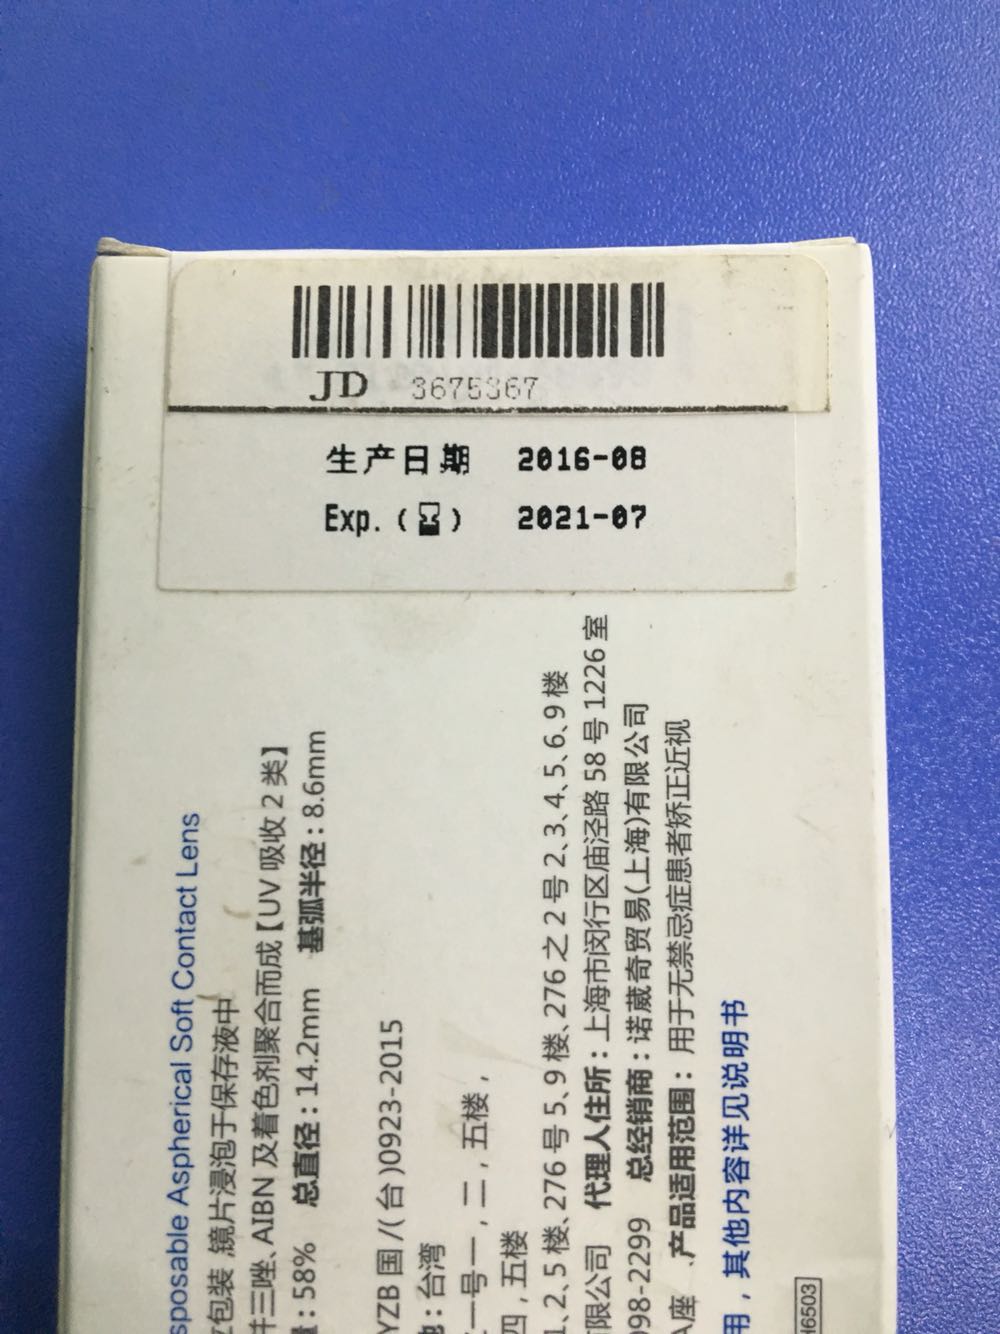 JD 3675367
生产日期 2016-08
Exp. ( ) 2021-07
sposable Aspherical Soft Contact Lens
包装 镜片浸泡于保存液中
三唑、AIBN 及着色剂聚合而成【UV 吸收 2 类】
:58% 总直径:14.2mm 基弧半径:8.6mm
YZB 国/(台)0923-2015
:台湾
一号一,二,五楼,
四,五楼
1、2、5 楼、276 号 5、9 楼、276 之 2 号 2、3、4、5、6、9 楼
有限公司 代理人住所:上海市闵行区庙泾路 58 号 1226 室
098-2299 总经销商:诺葳奇贸易(上海)有限公司
A座 、产品适用范围:用于无禁忌症患者矫正近视
用,其他内容详见说明书
H6503